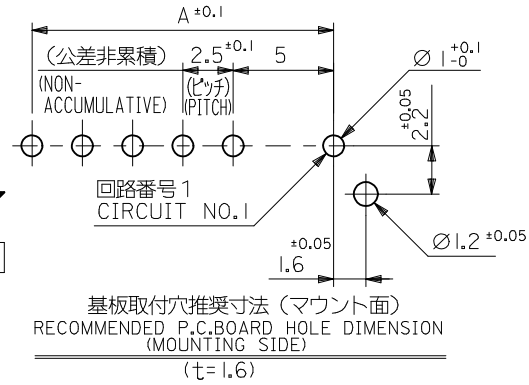 A ±0.1
(公差非累積) 2.5 ±0.1 5
(NON-ACCUMULATIVE)
(ピッチ)
(PITCH)
Ø 1 +0.1 -0
±0.05
2.2
回路番号1
CIRCUIT NO.1
±0.05
1.6
Ø1.2 ±0.05
基板取付穴推奨寸法(マウント面)
RECOMMENDED P.C.BOARD HOLE DIMENSION
(MOUNTING SIDE)
(t=1.6)